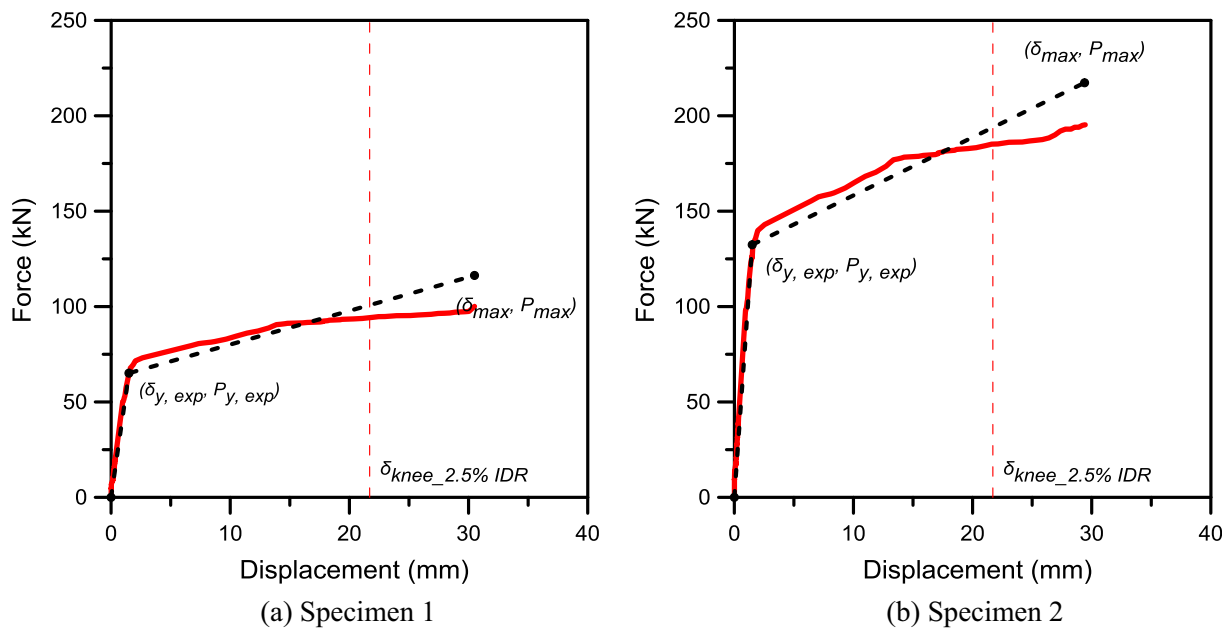 250
200
150
100
50
0
Force (kN)
(δmax, Pmax)
(δy, exp, Py, exp)
δknee_2.5% IDR
0 10 20 30 40
Displacement (mm)
(a) Specimen 1
250
200
150
100
50
0
Force (kN)
(δmax, Pmax)
(δy, exp, Py, exp)
δknee_2.5% IDR
0 10 20 30 40
Displacement (mm)
(b) Specimen 2